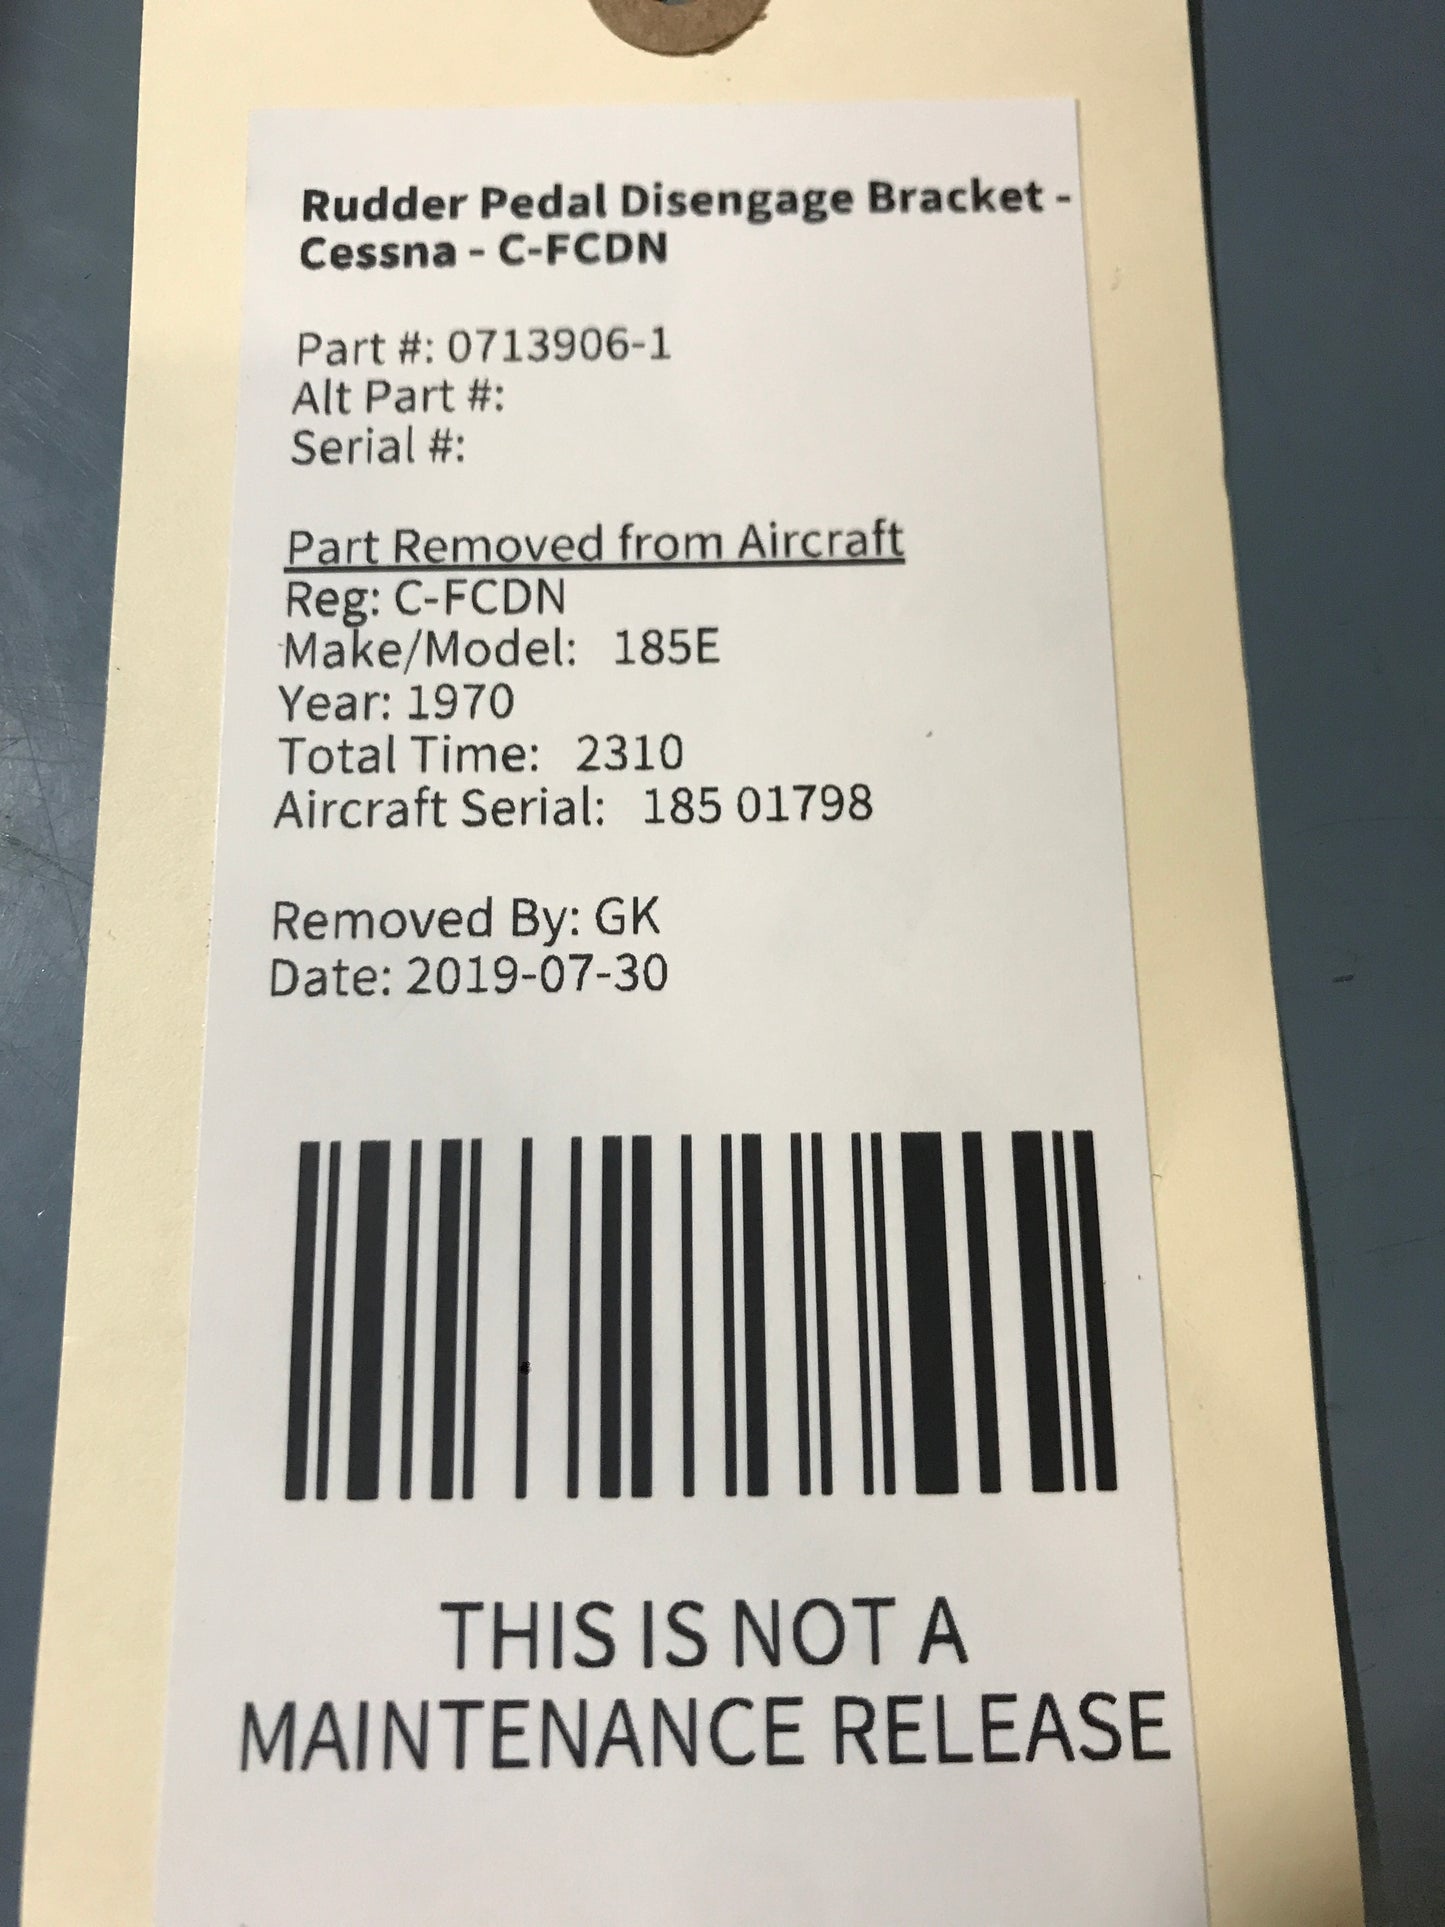 Rudder Pedal Disengage Bracket -
Cessna - C-FCDN
Part #: 0713906-1
Alt Part #:
Serial #:
Part Removed from Aircraft
Reg: C-FCDN
Make/Model: 185E
Year: 1970
Total Time: 2310
Aircraft Serial: 185 01798
Removed By: GK
Date: 2019-07-30
THIS IS NOT A
MAINTENANCE RELEASE